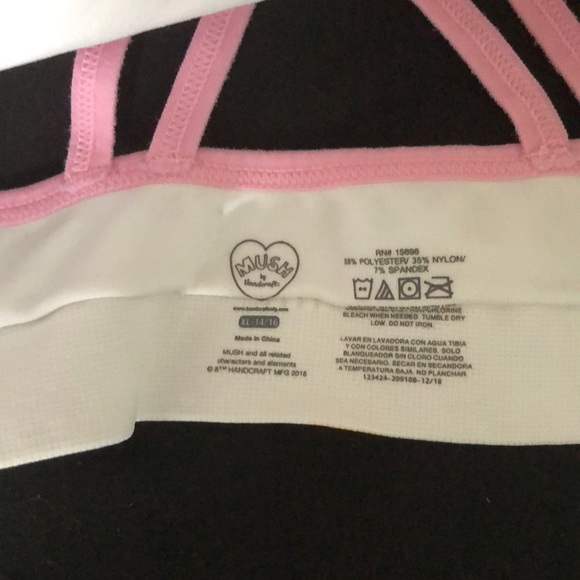 MUSH
by
Handcraft
www.handcraftmfg.com
XL-14/16
Made in China
MUSH and all related
characters and elements
© &™ HANDCRAFT MFG 2018
RN# 15898
58% POLYESTER/ 35% NYLON/
7% SPANDEX
CHLORINE
BLEACH WHEN NEEDED. TUMBLE DRY
LOW. DO NOT IRON.
LAVAR EN LAVADORA CON AGUA TIBIA
Y CON COLORES SIMILARES. SOLO
BLANQUEADOR SIN CLORO CUANDO
SEA NECESARIO. SECAR EN SECADORA
A TEMPERATURA BAJA. NO PLANCHAR
123424-200108-12/18